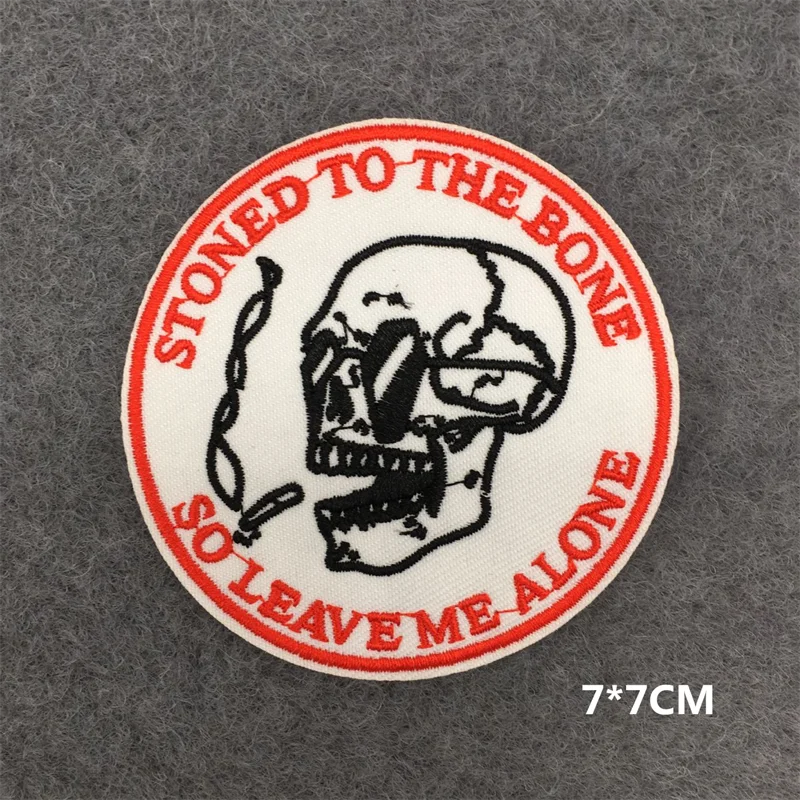 STONED TO THE BONE
SO LEAVE ME ALONE
7*7CM